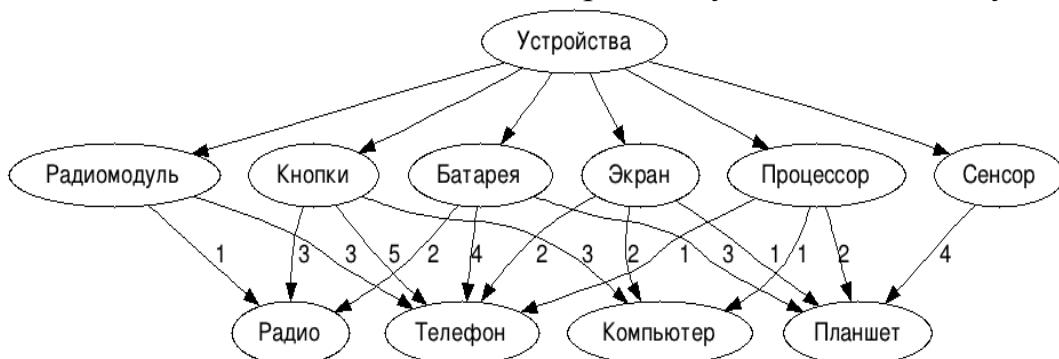 Устройства
Радиомодуль Кнопки Батарея Экран Процессор Сенсор
1 3 3 5 2 4 2 3 2 1 3 1 1 2 4
Радио Телефон Компьютер Планшет